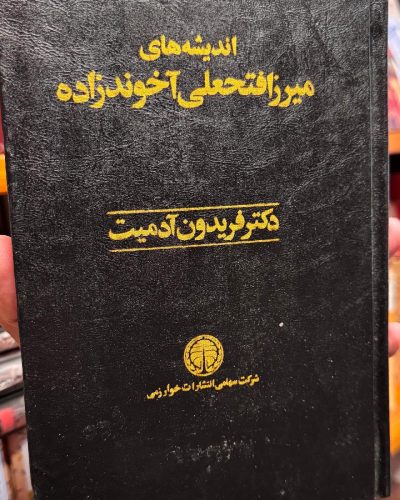 اندیشه‌های
میرزا فتحعلی آخوندزاده
دکتر فریدون آدمیت
شرکت سهامی انتشارات خوارزمی